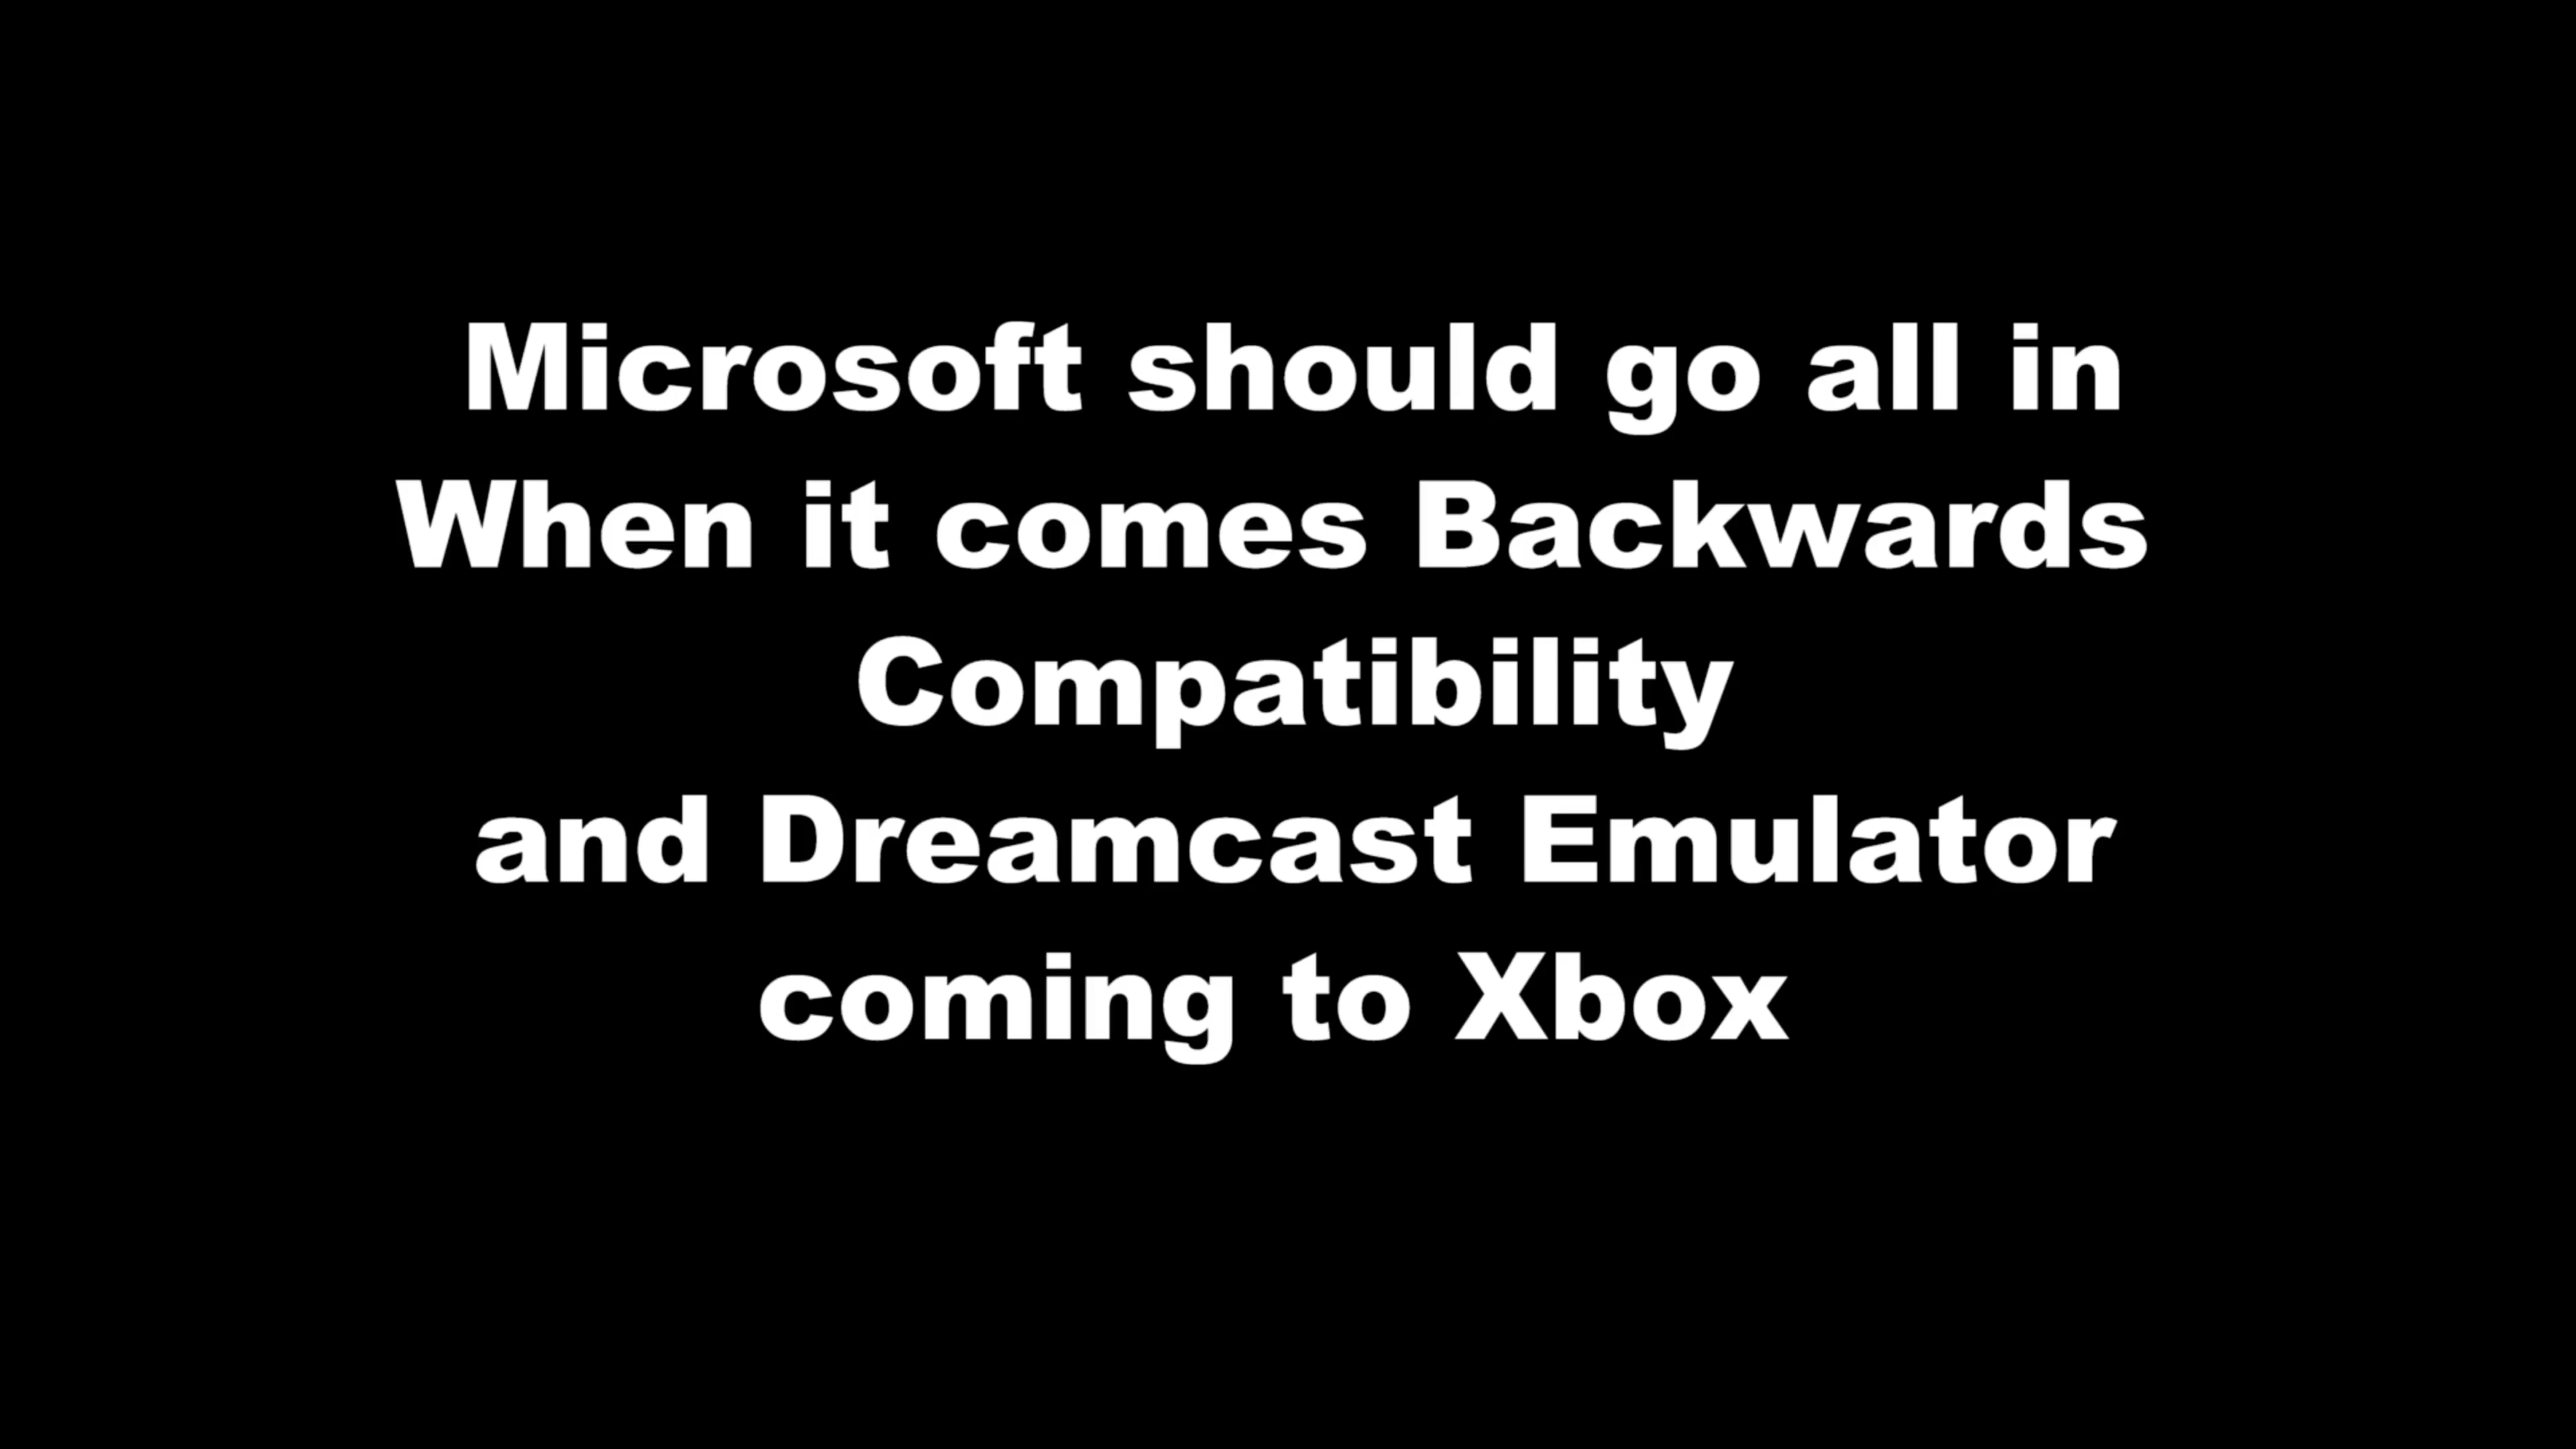 Microsoft should go all in
When it comes Backwards
Compatibility
and Dreamcast Emulator
coming to Xbox